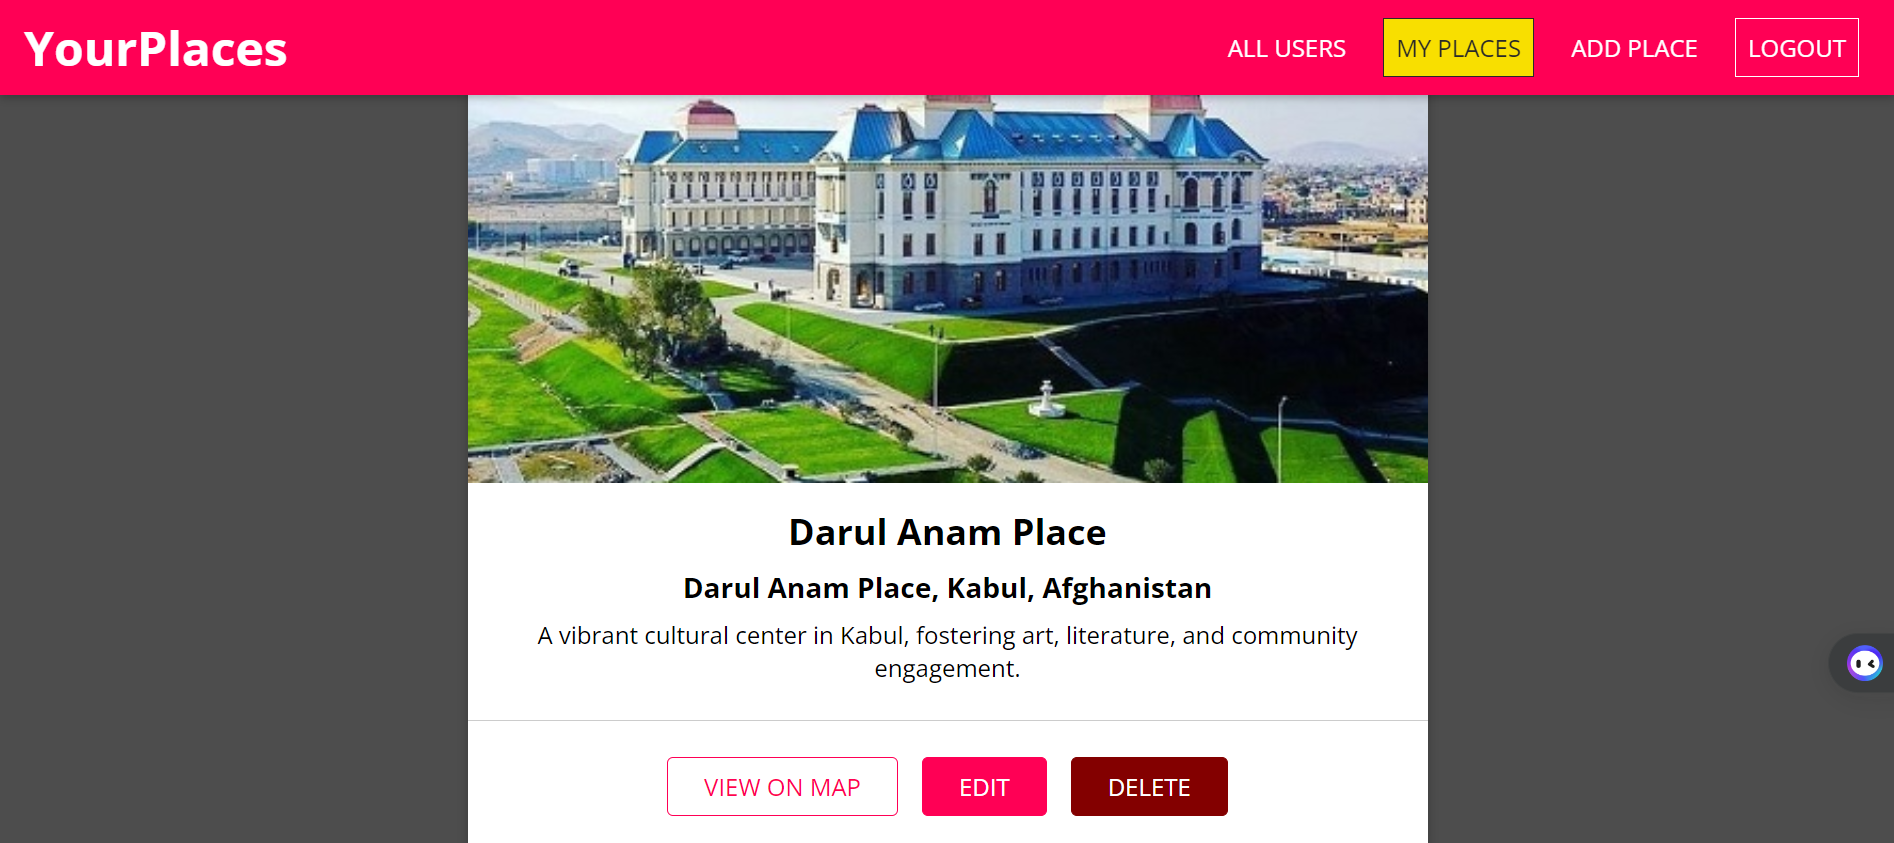 YourPlaces
ALL USERS
MY PLACES
ADD PLACE
LOGOUT
Darul Anam Place
Darul Anam Place, Kabul, Afghanistan
A vibrant cultural center in Kabul, fostering art, literature, and community
engagement.
VIEW ON MAP
EDIT
DELETE